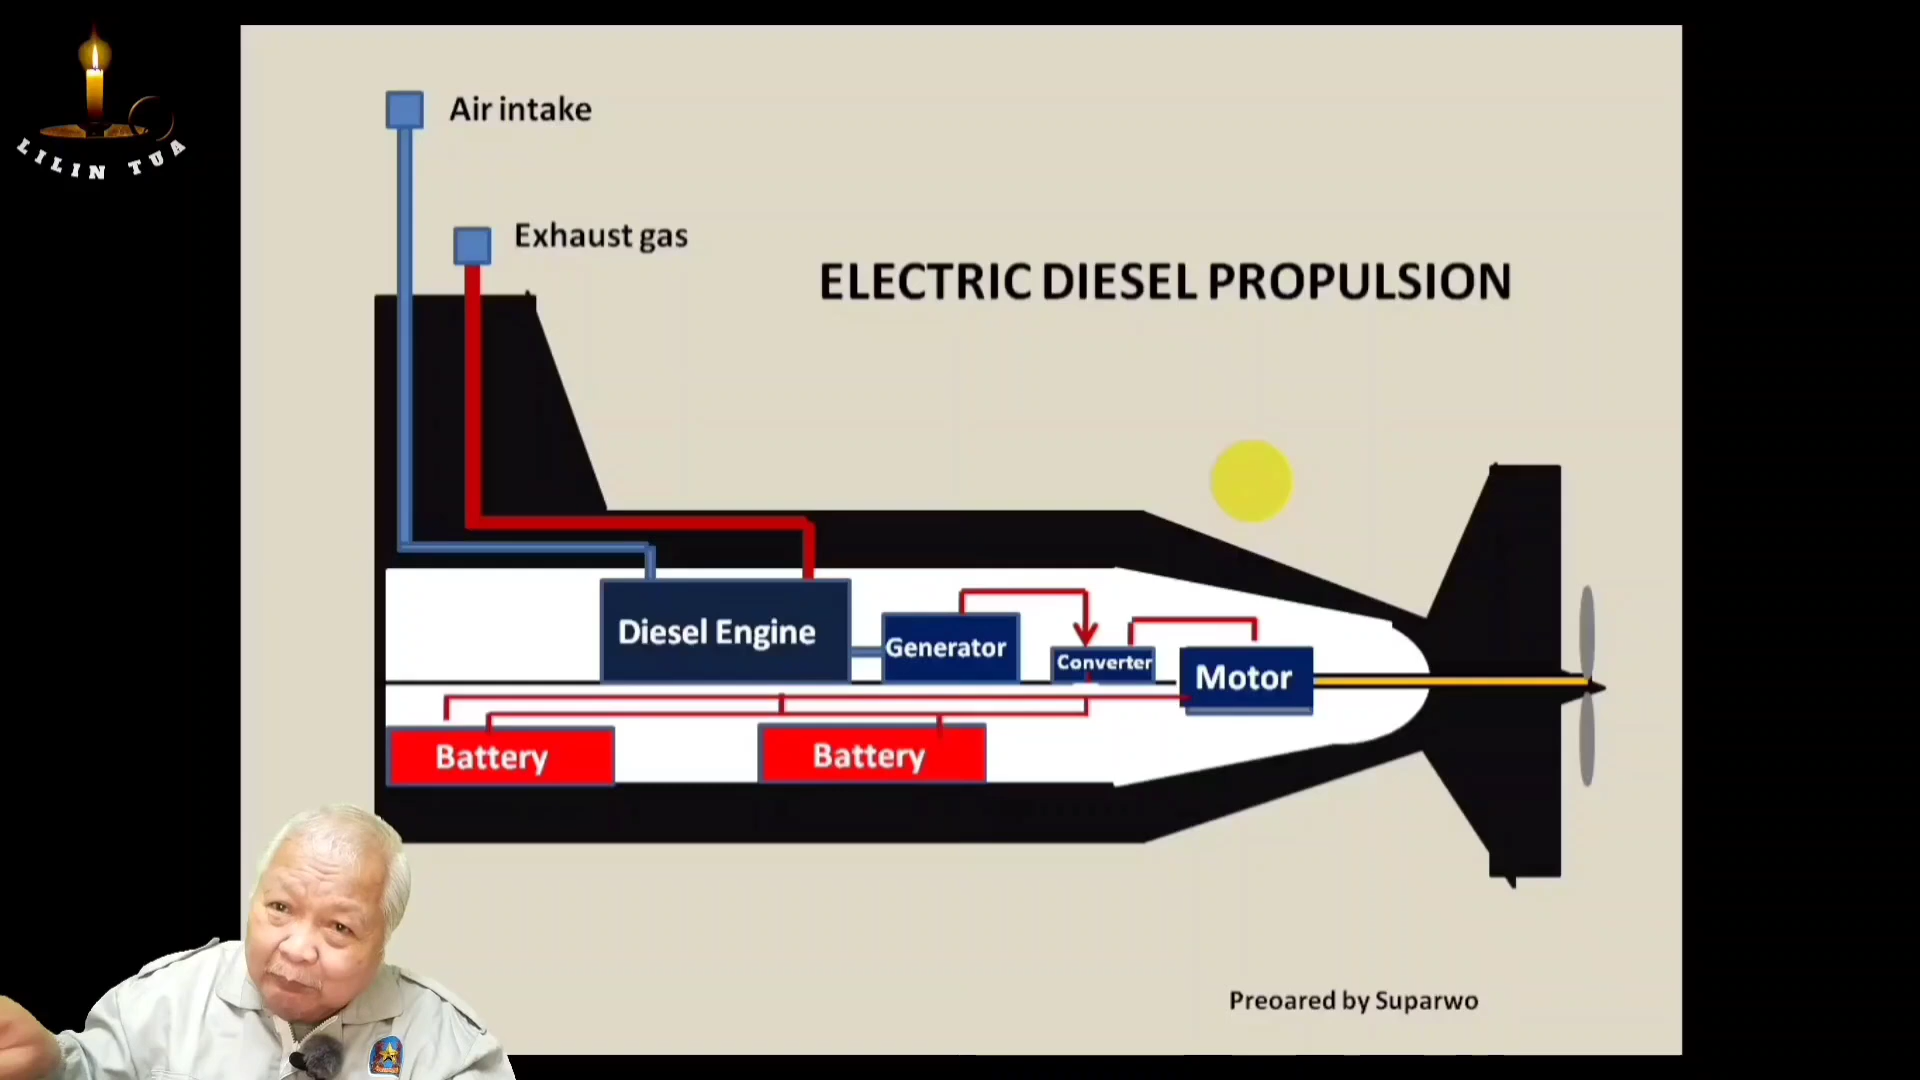 LILIN TUA
Air intake
Exhaust gas
ELECTRIC DIESEL PROPULSION
Diesel Engine
Generator
Converter
Motor
Battery
Battery
Preoared by Suparwo